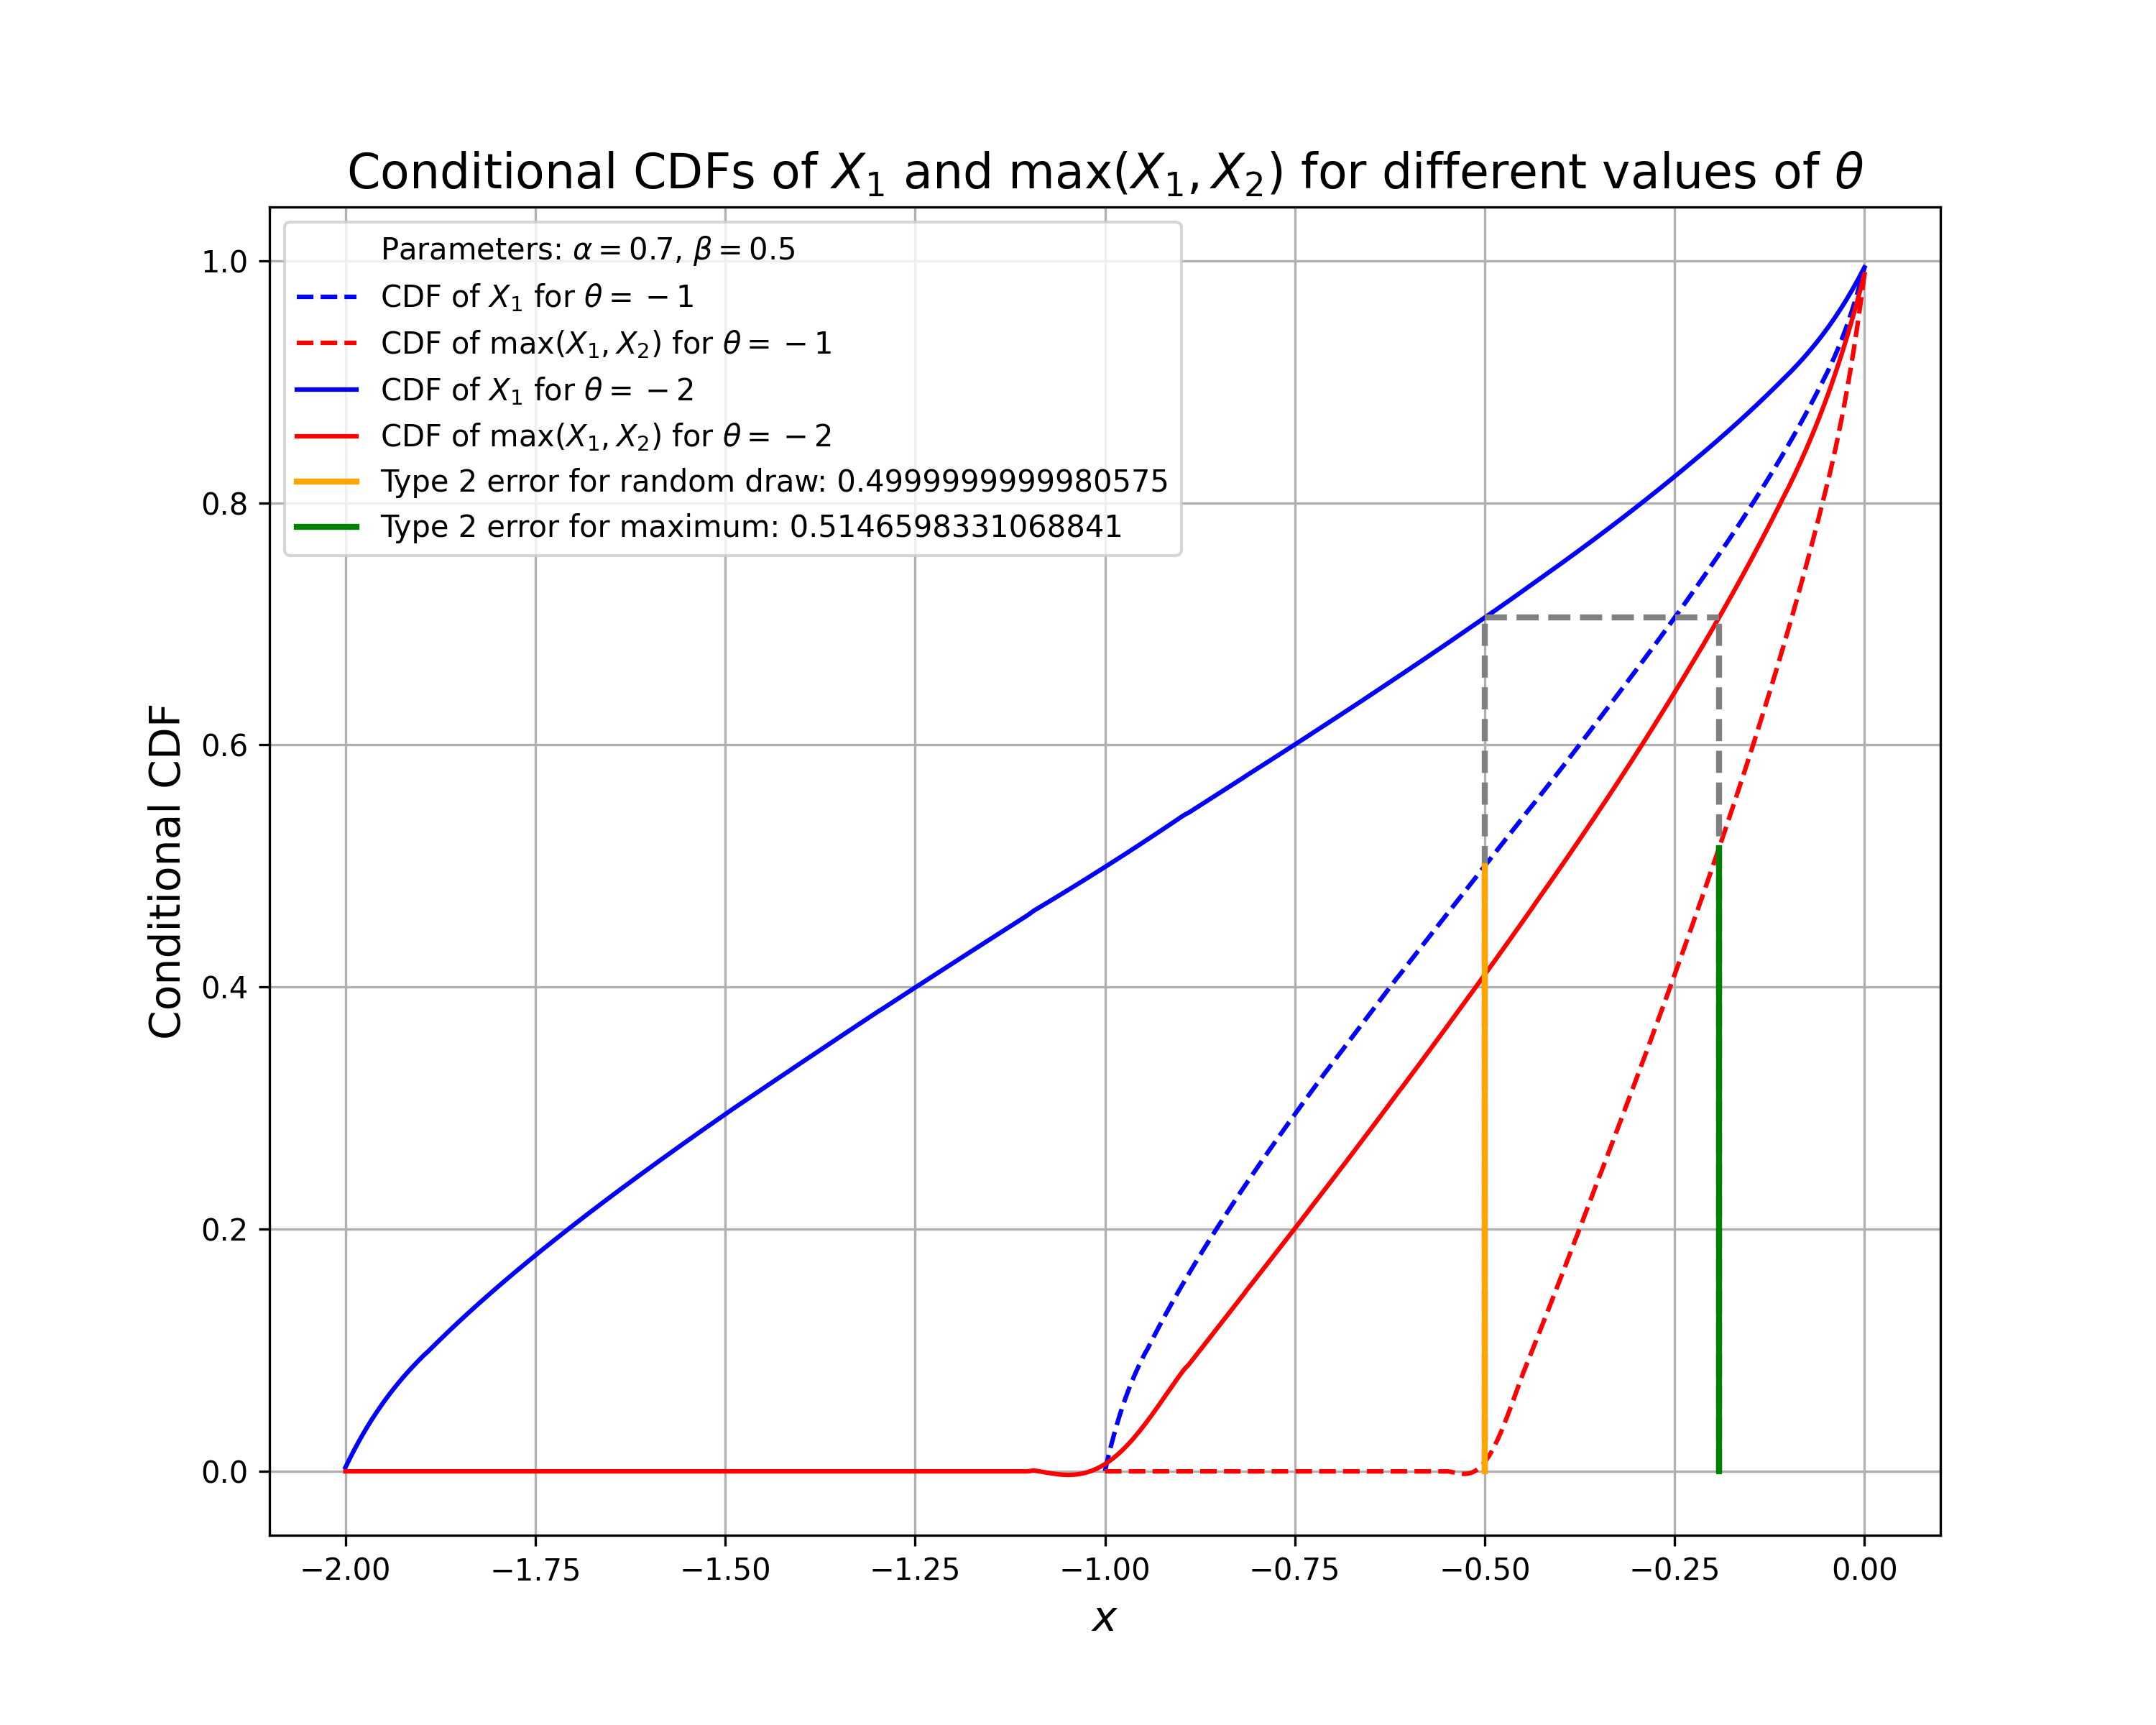 Conditional CDFs of X₁ and max(X₁, X₂) for different values of θ
Parameters: α = 0.7, β = 0.5
CDF of X₁ for θ = −1
CDF of max(X₁, X₂) for θ = −1
CDF of X₁ for θ = −2
CDF of max(X₁, X₂) for θ = −2
Type 2 error for random draw: 0.4999999999980575
Type 2 error for maximum: 0.5146598331068841
1.0
0.8
0.6
0.4
0.2
0.0
Conditional CDF
−2.00 −1.75 −1.50 −1.25 −1.00 −0.75 −0.50 −0.25 0.00
x